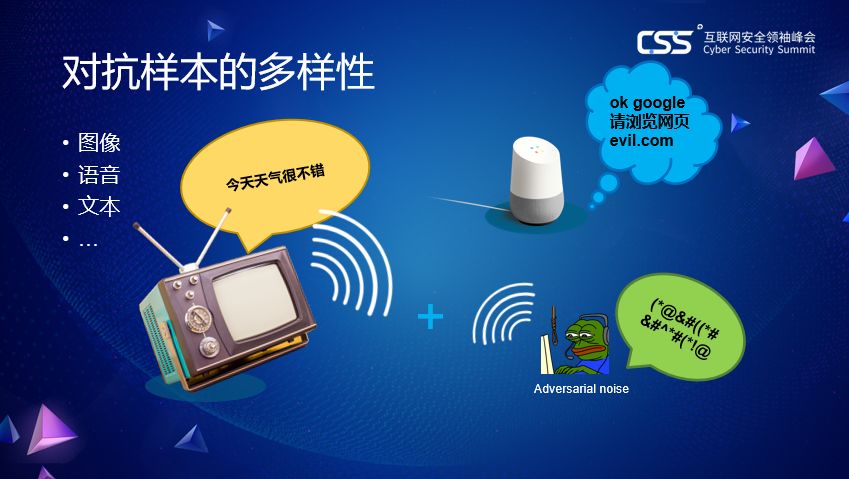 CSS 互联网安全领袖峰会
Cyber Security Summit
对抗样本的多样性
• 图像
• 语音
• 文本
• ...
今天天气很不错
ok google
请浏览网页
evil.com
+
(*@&#((*#
&#^*#(*!@
Adversarial noise